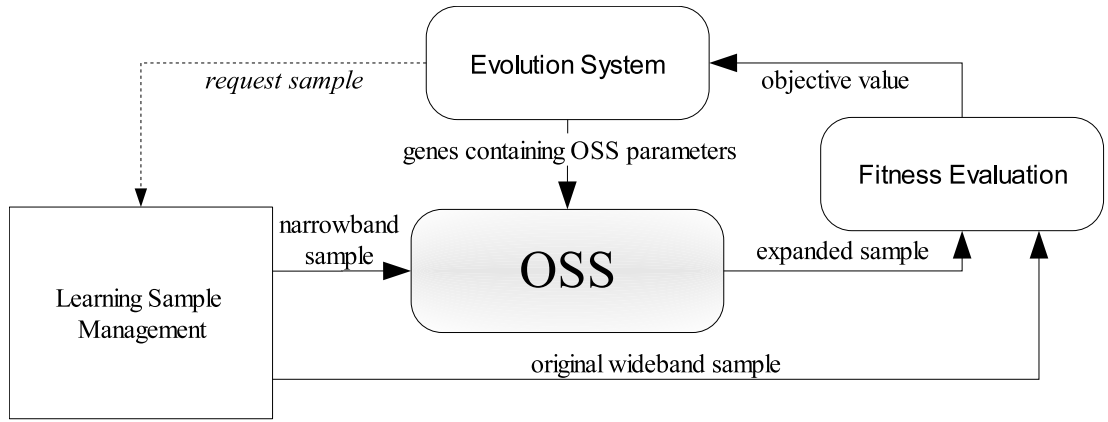 Evolution System
request sample
objective value
genes containing OSS parameters
Fitness Evaluation
narrowband
sample
OSS
expanded sample
Learning Sample
Management
original wideband sample